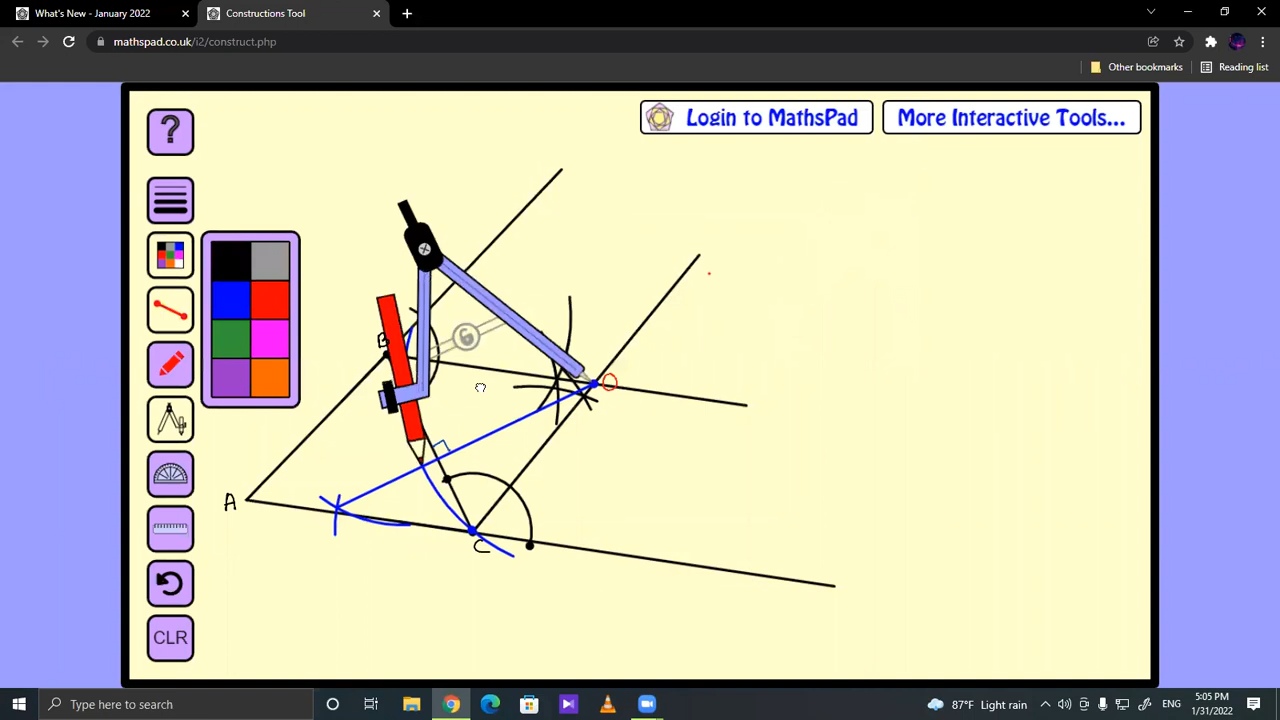 What's New - January 2022
Constructions Tool
mathspad.co.uk/i2/construct.php
Other bookmarks
Reading list
?
Login to MathsPad
More Interactive Tools...
B
G
O
A
C
CLR
Type here to search
87°F Light rain
5:05 PM
1/31/2022